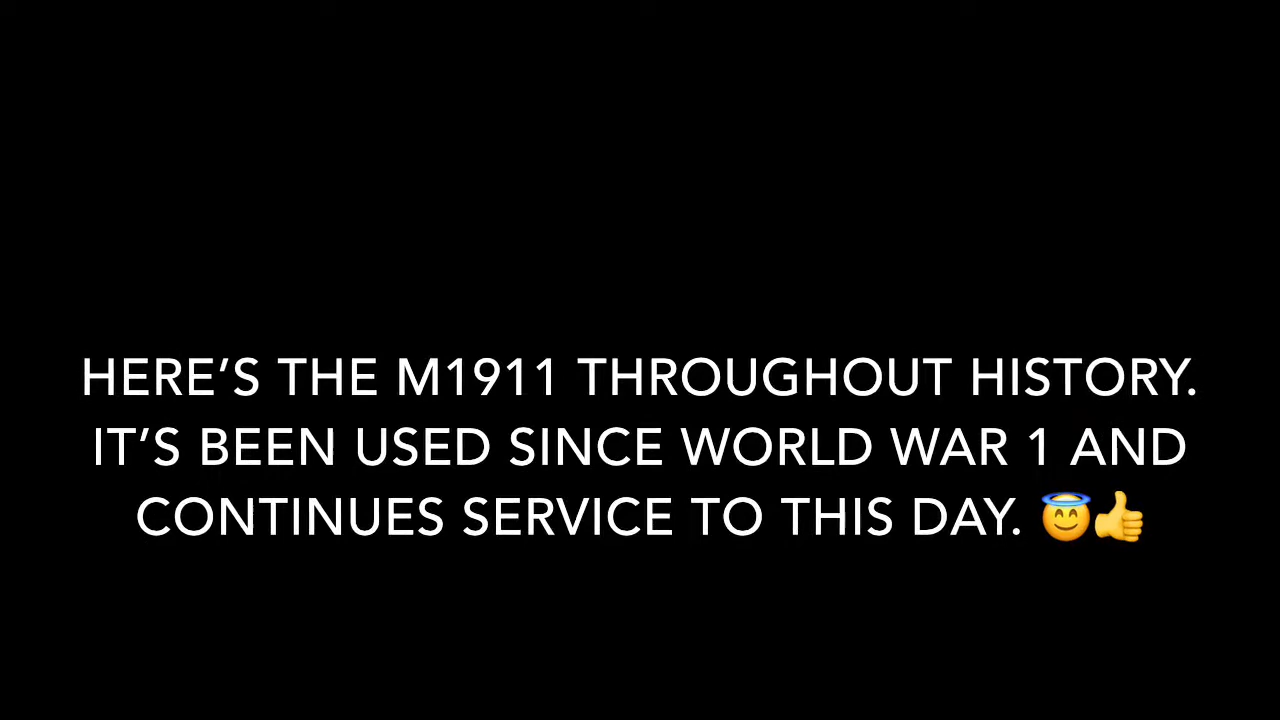 HERE’S THE M1911 THROUGHOUT HISTORY.
IT’S BEEN USED SINCE WORLD WAR 1 AND
CONTINUES SERVICE TO THIS DAY. 😇👍